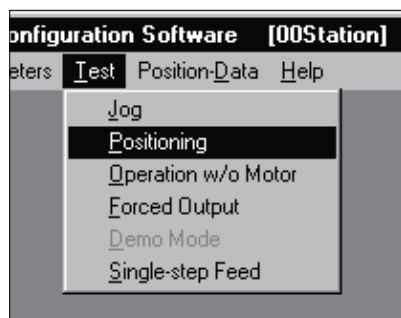 onfiguration Software [00Station]
eters Test Position-Data Help
Jog
Positioning
Operation w/o Motor
Forced Output
Demo Mode
Single-step Feed